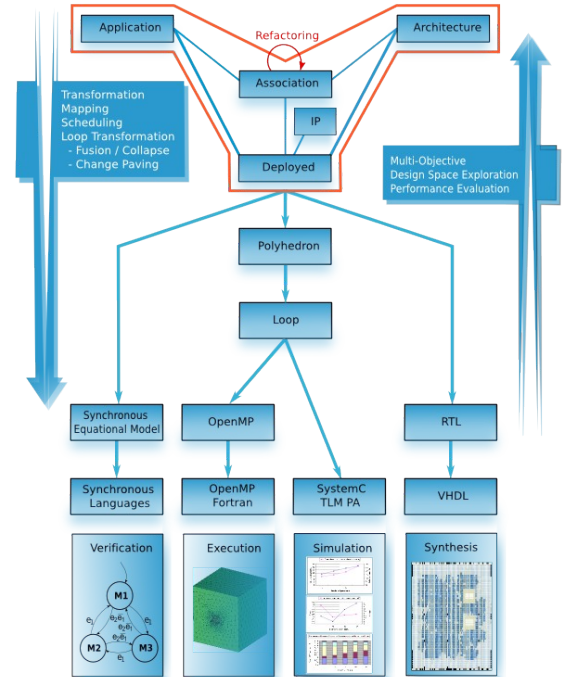 Refactoring
Application
Architecture
Association
IP
Deployed
Transformation
Mapping
Scheduling
Loop Transformation
- Fusion / Collapse
- Change Paving
Multi-Objective
Design Space Exploration
Performance Evaluation
Polyhedron
Loop
Synchronous
Equational Model
OpenMP
RTL
Synchronous
Languages
OpenMP
Fortran
SystemC
TLM PA
VHDL
Verification
Execution
Simulation
Synthesis
M1
M2
M3
e1
e1